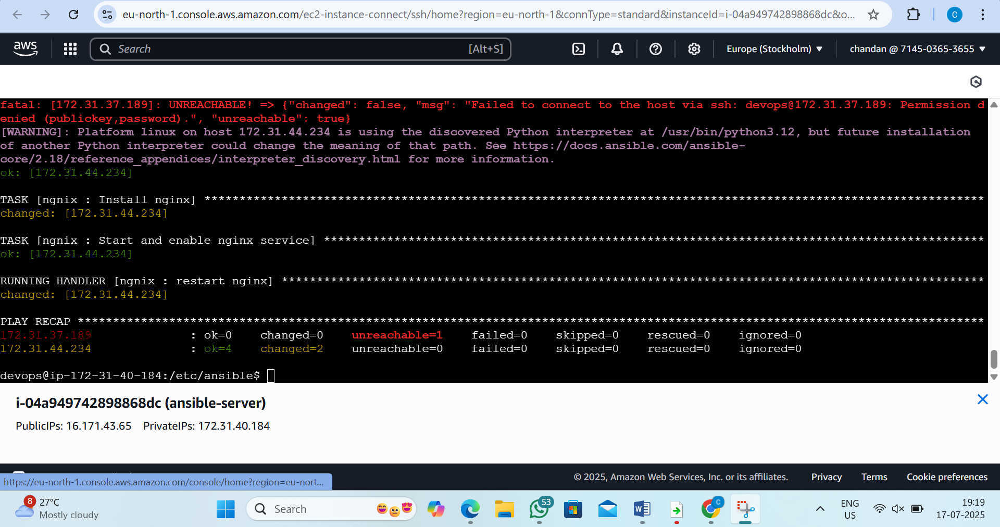 eu-north-1.console.aws.amazon.com/ec2-instance-connect/ssh/home?region=eu-north-1&connType=standard&instanceId=i-04a949742898868dc&o...
C
aws
Search
[Alt+S]
Europe (Stockholm) ▼
chandan @ 7145-0365-3655 ▼
fatal: [172.31.37.189]: UNREACHABLE! => {"changed": false, "msg": "Failed to connect to the host via ssh: devops@172.31.37.189: Permission d
enied (publickey,password).", "unreachable": true}
[WARNING]: Platform linux on host 172.31.44.234 is using the discovered Python interpreter at /usr/bin/python3.12, but future installation
of another Python interpreter could change the meaning of that path. See https://docs.ansible.com/ansible-
core/2.18/reference_appendices/interpreter_discovery.html for more information.
ok: [172.31.44.234]
TASK [ngnix : Install nginx] ***************************************************************************************************************
changed: [172.31.44.234]
TASK [ngnix : Start and enable nginx service] **********************************************************************************************
ok: [172.31.44.234]
RUNNING HANDLER [ngnix : restart nginx] ****************************************************************************************************
changed: [172.31.44.234]
PLAY RECAP *********************************************************************************************************************************
172.31.37.189              : ok=0    changed=0    unreachable=1    failed=0    skipped=0    rescued=0    ignored=0
172.31.44.234              : ok=4    changed=2    unreachable=0    failed=0    skipped=0    rescued=0    ignored=0
devops@ip-172-31-40-184:/etc/ansible$
i-04a949742898868dc (ansible-server)
PublicIPs: 16.171.43.65    PrivateIPs: 172.31.40.184
© 2025, Amazon Web Services, Inc. or its affiliates.
Privacy
Terms
Cookie preferences
https://eu-north-1.console.aws.amazon.com/console/home?region=eu-nort...
8
27°C
Mostly cloudy
Search
53
W
C
ENG
US
19:19
17-07-2025